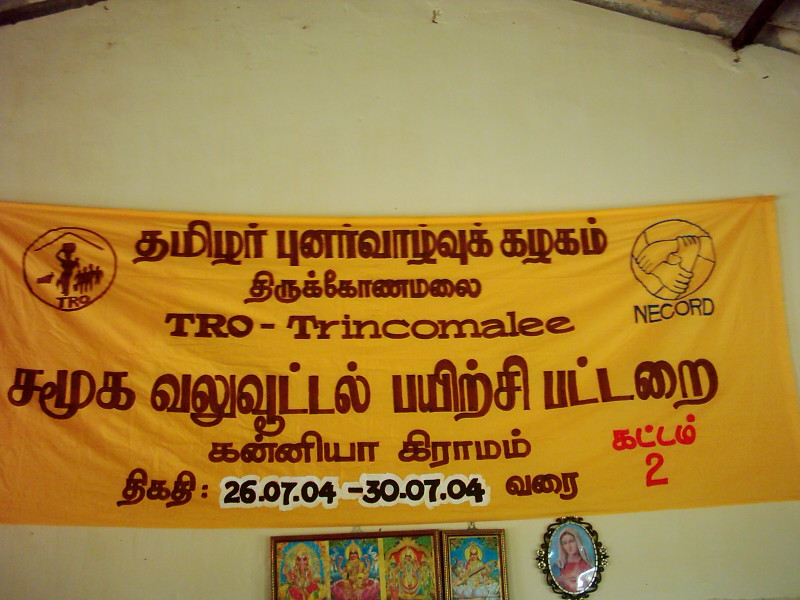 தமிழர் புனர்வாழ்வுக் கழகம்
திருக்கோணமலை
TRO - Trincomalee
TRO
NECORD
சமூக வலுவூட்டல் பயிற்சி பட்டறை
கன்னியா கிராமம்
கட்டம்
2
திகதி : 26.07.04 - 30.07.04 வரை